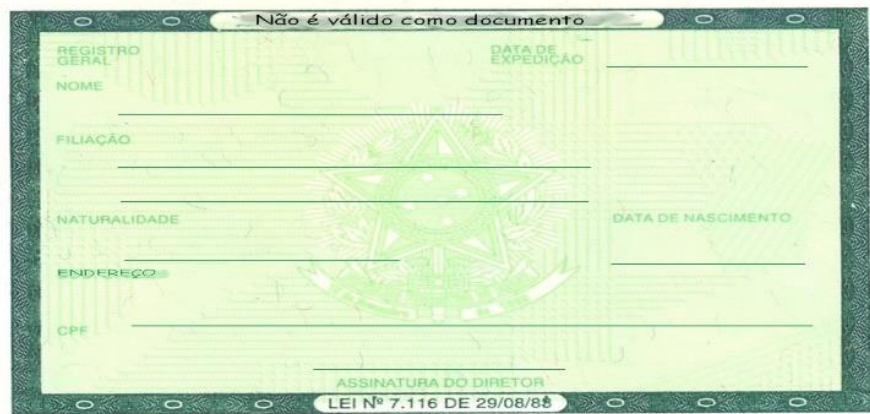 Não é válido como documento
REGISTRO GERAL
DATA DE EXPEDIÇÃO
NOME
FILIAÇÃO
NATURALIDADE
DATA DE NASCIMENTO
ENDEREÇO
CPF
ASSINATURA DO DIRETOR
LEI Nº 7.116 DE 29/08/83